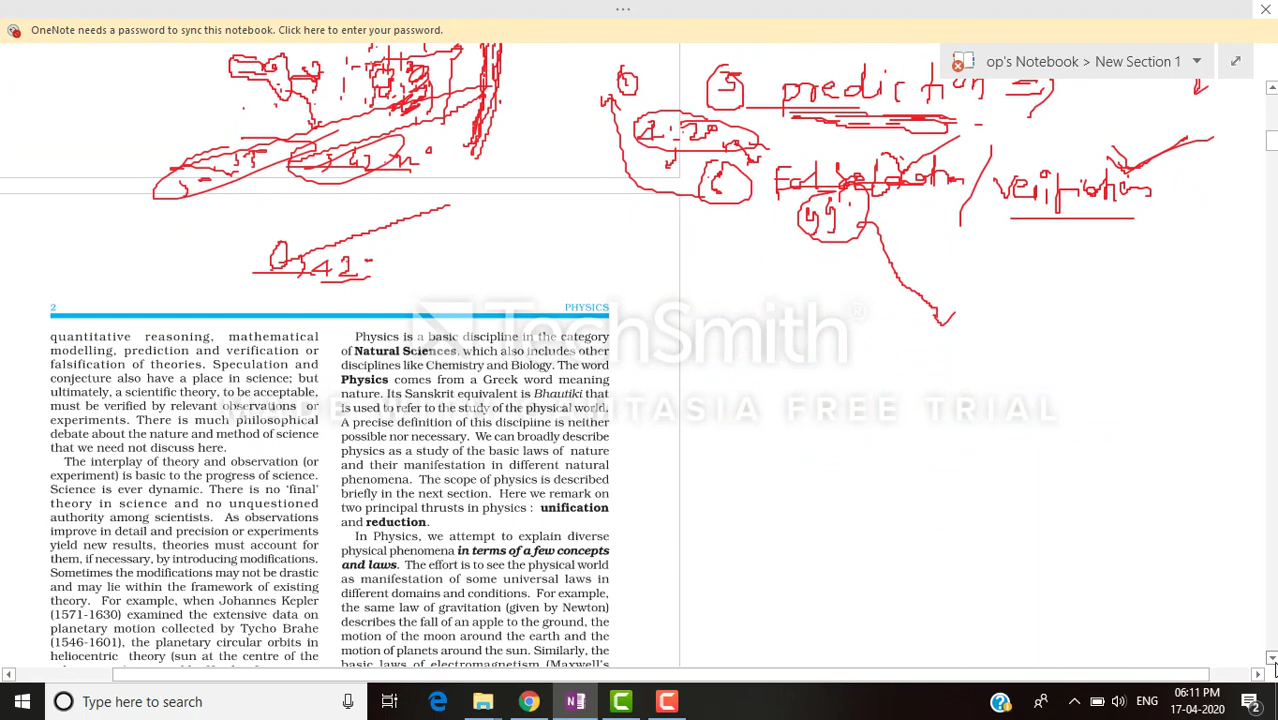 OneNote needs a password to sync this notebook. Click here to enter your password.
op's Notebook > New Section 1
5 prediction ⇒
verification
2
PHYSICS
quantitative reasoning, mathematical
modelling, prediction and verification or
falsification of theories. Speculation and
conjecture also have a place in science; but
ultimately, a scientific theory, to be acceptable,
must be verified by relevant observations or
experiments. There is much philosophical
debate about the nature and method of science
that we need not discuss here.
The interplay of theory and observation (or
experiment) is basic to the progress of science.
Science is ever dynamic. There is no ‘final’
theory in science and no unquestioned
authority among scientists. As observations
improve in detail and precision or experiments
yield new results, theories must account for
them, if necessary, by introducing modifications.
Sometimes the modifications may not be drastic
and may lie within the framework of existing
theory. For example, when Johannes Kepler
(1571-1630) examined the extensive data on
planetary motion collected by Tycho Brahe
(1546-1601), the planetary circular orbits in
heliocentric theory (sun at the centre of the
Physics is a basic discipline in the category
of Natural Sciences, which also includes other
disciplines like Chemistry and Biology. The word
Physics comes from a Greek word meaning
nature. Its Sanskrit equivalent is Bhautiki that
is used to refer to the study of the physical world.
A precise definition of this discipline is neither
possible nor necessary. We can broadly describe
physics as a study of the basic laws of nature
and their manifestation in different natural
phenomena. The scope of physics is described
briefly in the next section. Here we remark on
two principal thrusts in physics : unification
and reduction.
In Physics, we attempt to explain diverse
physical phenomena in terms of a few concepts
and laws. The effort is to see the physical world
as manifestation of some universal laws in
different domains and conditions. For example,
the same law of gravitation (given by Newton)
describes the fall of an apple to the ground, the
motion of the moon around the earth and the
motion of planets around the sun. Similarly, the
basic laws of electromagnetism (Maxwell's
TechSmith®
MADE WITH CAMTASIA FREE TRIAL
Type here to search
ENG
06:11 PM
17-04-2020
2